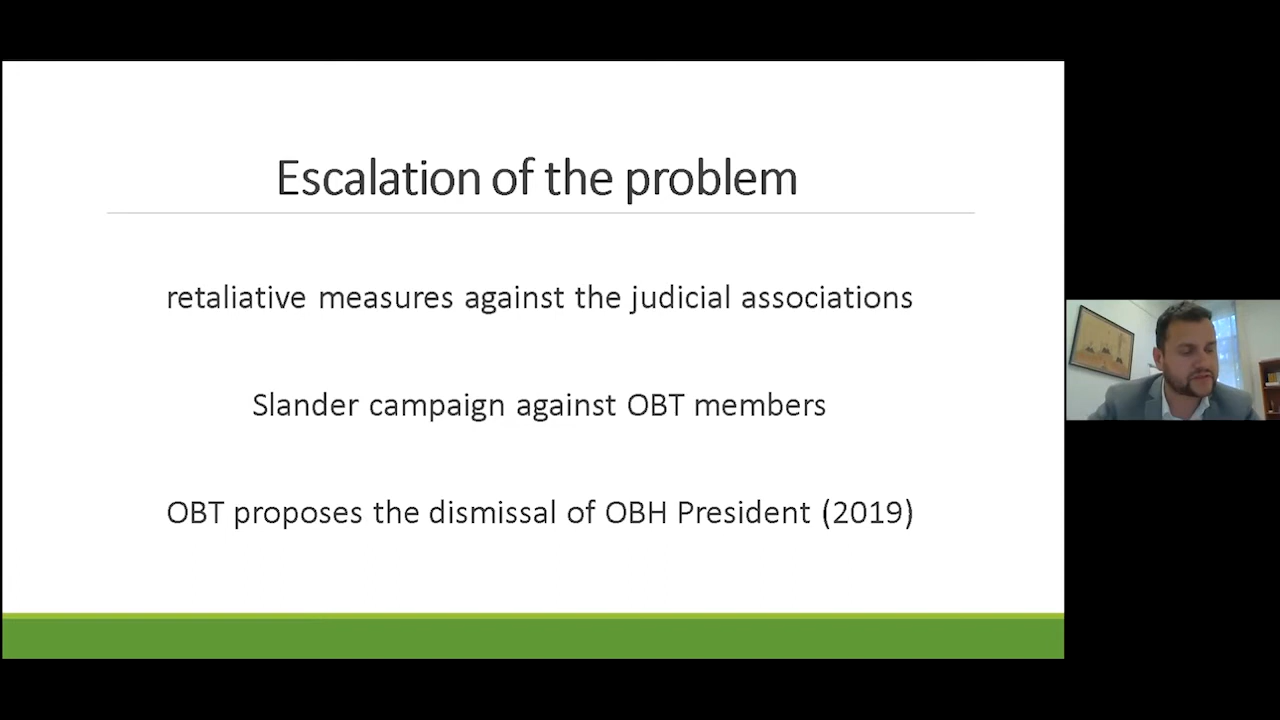 Escalation of the problem
retaliative measures against the judicial associations
Slander campaign against OBT members
OBT proposes the dismissal of OBH President (2019)